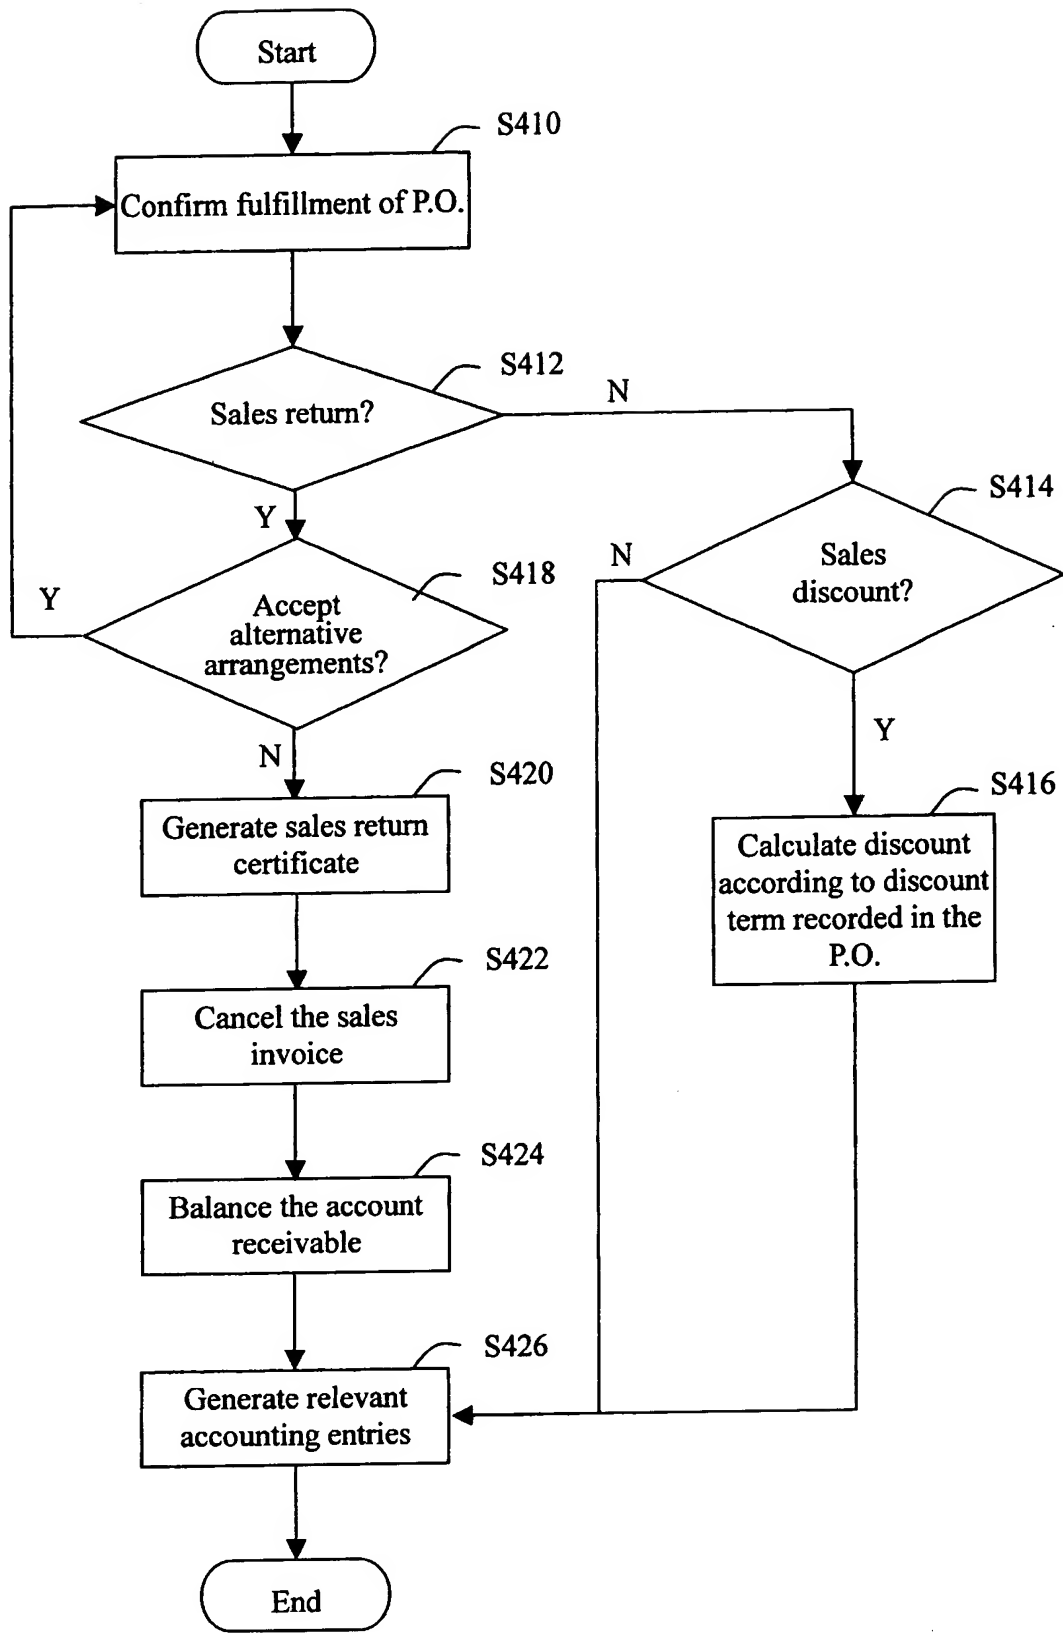 Start
S410
Confirm fulfillment of P.O.
S412
Sales return?
N
Y
S414
Sales
discount?
N
Y
S418
Accept
alternative
arrangements?
Y
N
S420
Generate sales return
certificate
S416
Calculate discount
according to discount
term recorded in the
P.O.
S422
Cancel the sales
invoice
S424
Balance the account
receivable
S426
Generate relevant
accounting entries
End